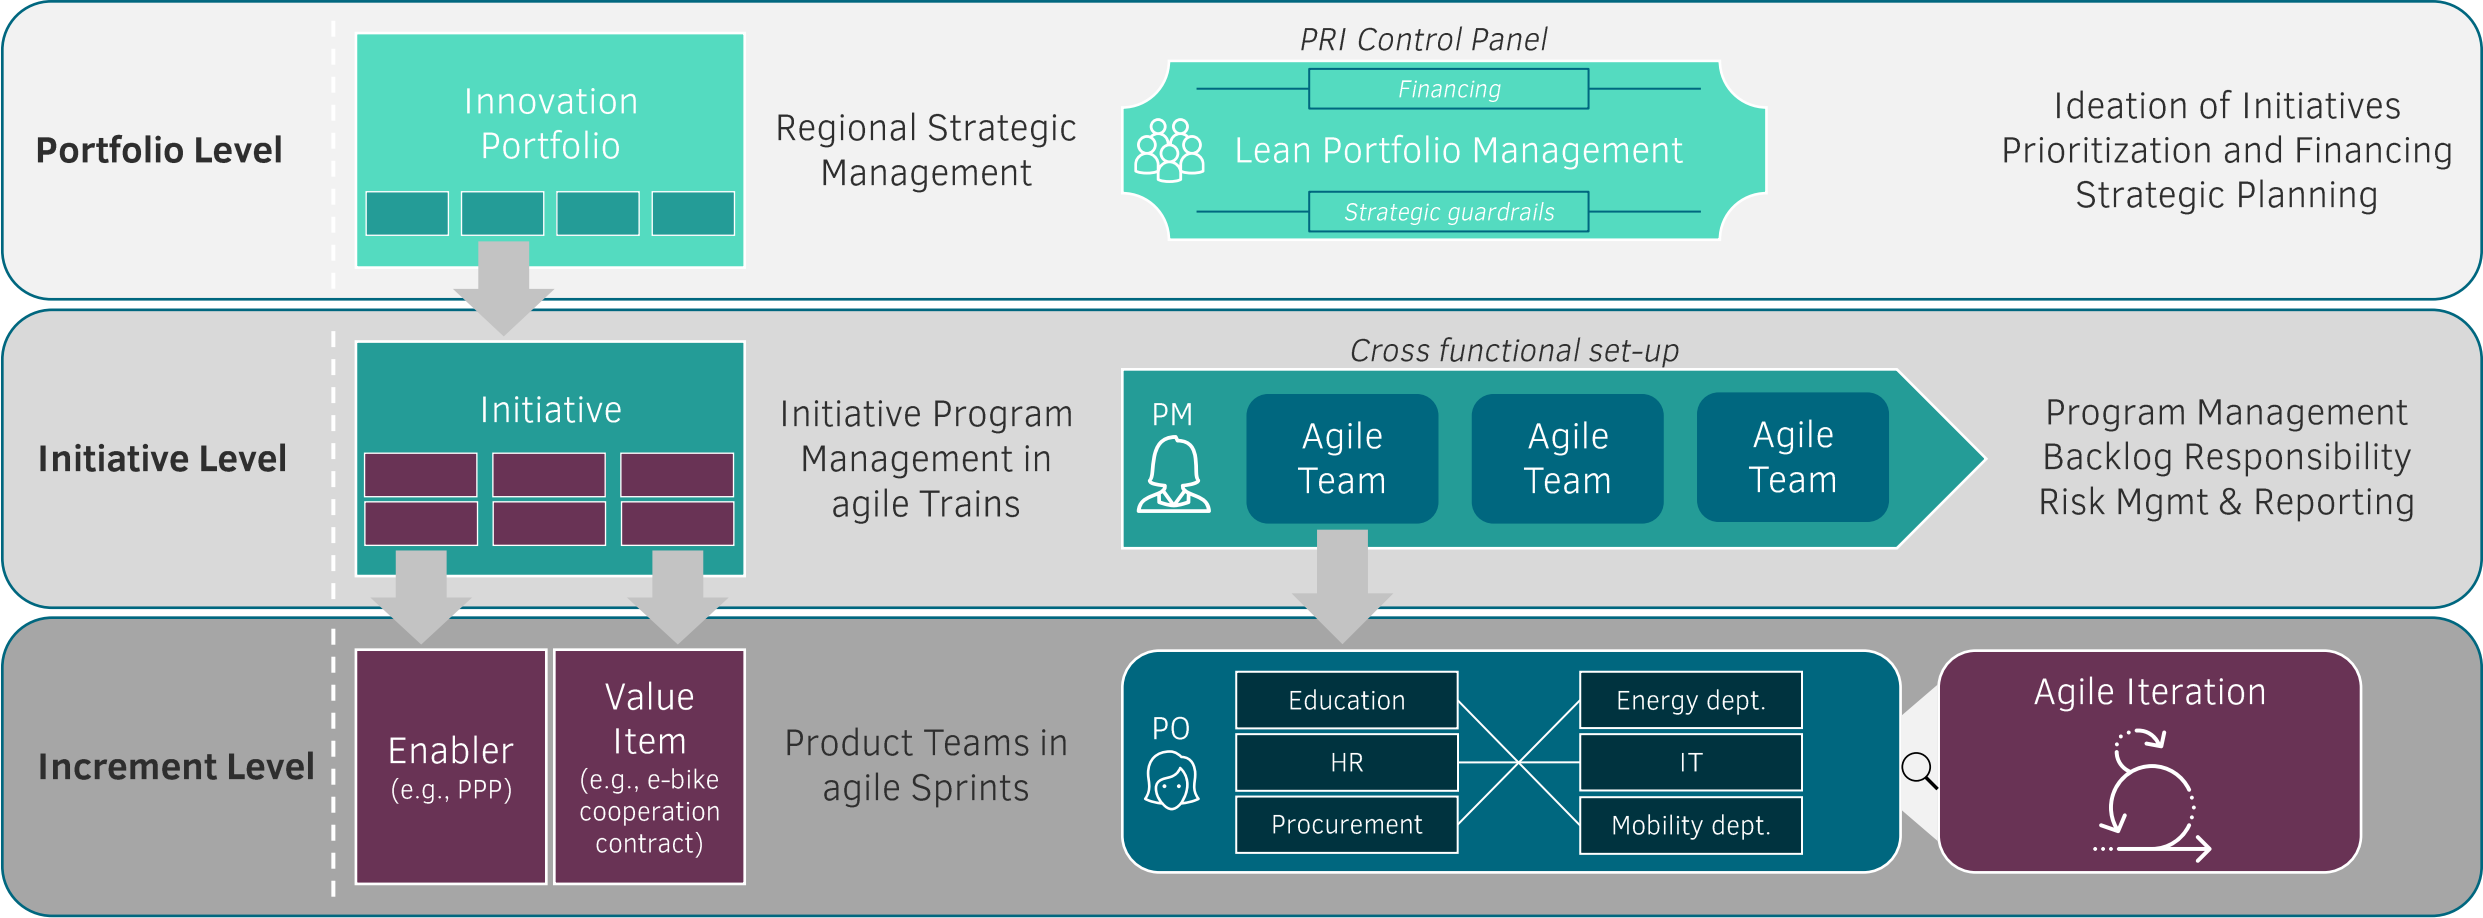 Portfolio Level
Innovation
Portfolio
Regional Strategic
Management
PRI Control Panel
Financing
Lean Portfolio Management
Strategic guardrails
Ideation of Initiatives
Prioritization and Financing
Strategic Planning
Initiative Level
Initiative
Initiative Program
Management in
agile Trains
Cross functional set-up
PM
Agile
Team
Agile
Team
Agile
Team
Program Management
Backlog Responsibility
Risk Mgmt & Reporting
Increment Level
Enabler
(e.g., PPP)
Value
Item
(e.g., e-bike
cooperation
contract)
Product Teams in
agile Sprints
PO
Education
HR
Procurement
Energy dept.
IT
Mobility dept.
Agile Iteration